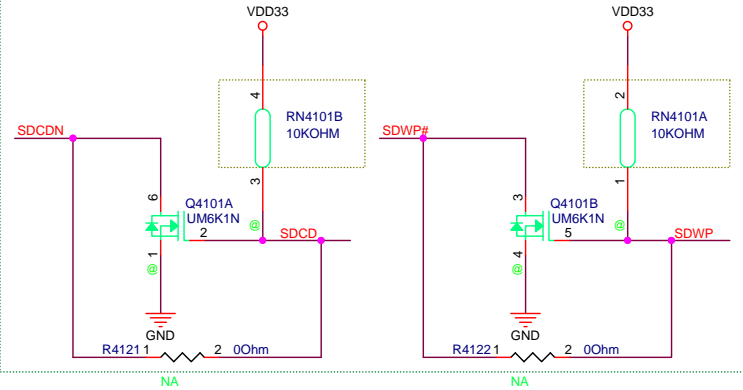 VDD33 VDD33
4 2
RN4101B RN4101A
10KOHM 10KOHM
SDCDN SDWP#
3 1
6 Q4101A 3 Q4101B
UM6K1N @ UM6K1N @
2 SDCD 5 SDWP
1 @ 4 @
GND GND
R4121 1 2 0Ohm R4122 1 2 0Ohm
NA NA